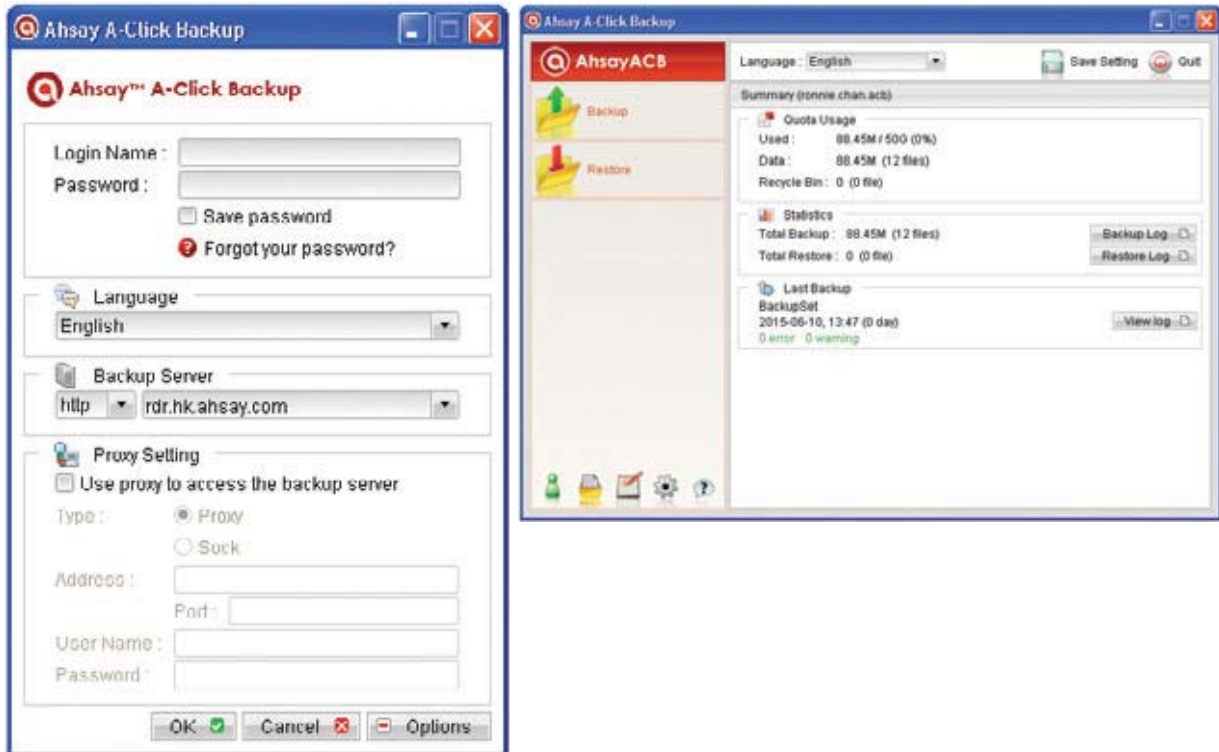 Ahsay A-Click Backup
Ahsay™ A-Click Backup
Login Name :
Password :
Save password
Forgot your password?
Language
English
Backup Server
http rdr.hk.ahsay.com
Proxy Setting
Use proxy to access the backup server
Type : Proxy
Sock
Address :
Port :
User Name :
Password :
OK Cancel Options
Ahsay A-Click Backup
AhsayACB
Backup
Restore
Language : English Save Setting Quit
Summary (ronnie.chan.acb)
Quota Usage
Used : 88.45M / 50G (0%)
Data : 88.45M (12 files)
Recycle Bin : 0 (0 file)
Statistics
Total Backup : 88.45M (12 files) Backup Log
Total Restore : 0 (0 file) Restore Log
Last Backup
BackupSet
2015-06-10, 13:47 (0 day) View log
0 error 0 warning